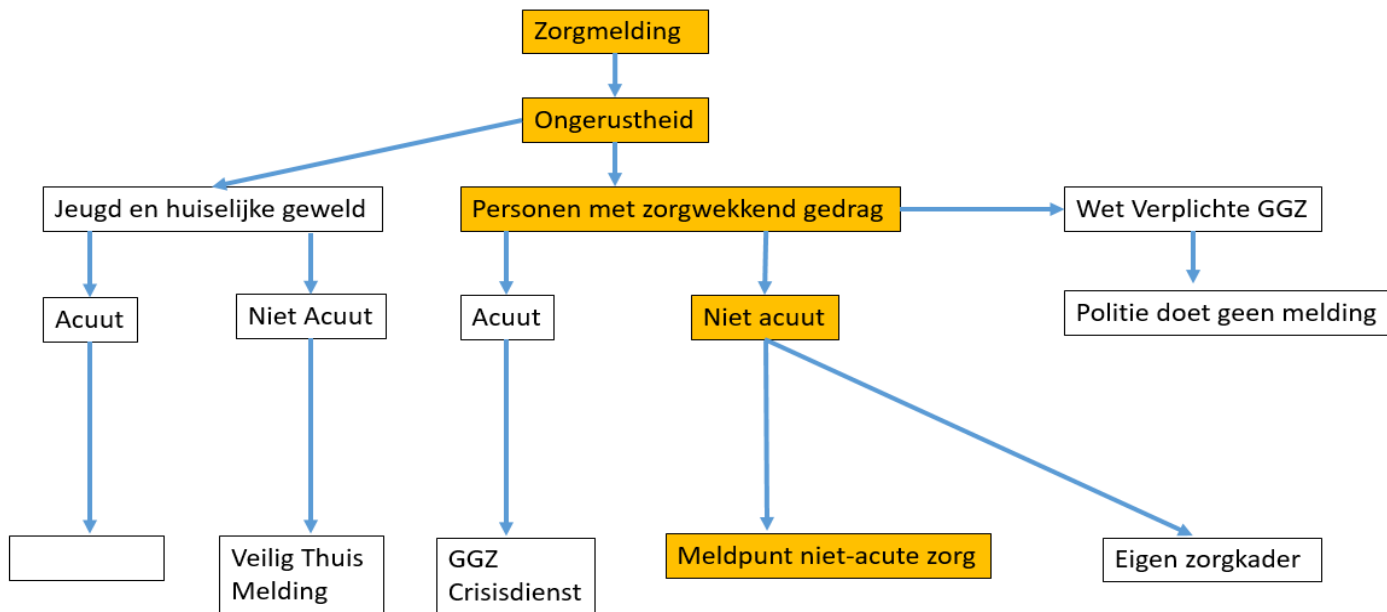 Zorgmelding
Ongerustheid
Jeugd en huiselijke geweld
Personen met zorgwekkend gedrag
Wet Verplichte GGZ
Acuut
Niet Acuut
Acuut
Niet acuut
Politie doet geen melding
Veilig Thuis
Melding
GGZ
Crisisdienst
Meldpunt niet-acute zorg
Eigen zorgkader